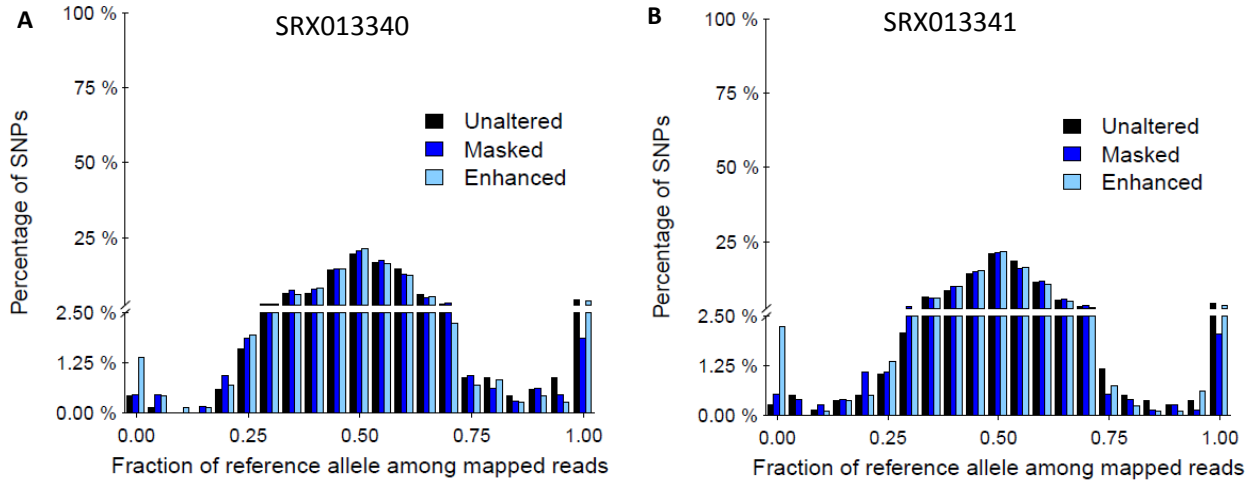 A
SRX013340
100 %
75 %
50 %
25 %
2.50 %
1.25 %
0.00 %
Percentage of SNPs
Unaltered
Masked
Enhanced
0.00 0.25 0.50 0.75 1.00
Fraction of reference allele among mapped reads
B
SRX013341
100 %
75 %
50 %
25 %
2.50 %
1.25 %
0.00 %
Percentage of SNPs
Unaltered
Masked
Enhanced
0.00 0.25 0.50 0.75 1.00
Fraction of reference allele among mapped reads